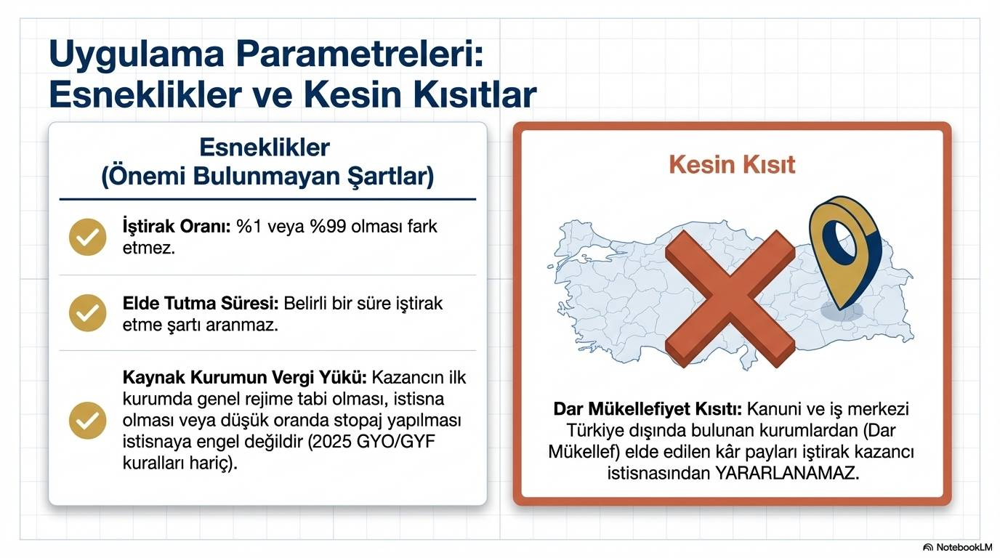 Uygulama Parametreleri:
Esneklikler ve Kesin Kısıtlar
Esneklikler
(Önemi Bulunmayan Şartlar)
İştirak Oranı: %1 veya %99 olması fark
etmez.
Elde Tutma Süresi: Belirli bir süre iştirak
etme şartı aranmaz.
Kaynak Kurumun Vergi Yükü: Kazancın ilk
kurumda genel rejime tabi olması, istisna
olması veya düşük oranda stopaj yapılması
istisnaya engel değildir (2025 GYO/GYF
kuralları hariç).
Kesin Kısıt
Dar Mükellefiyet Kısıtı: Kanuni ve iş merkezi
Türkiye dışında bulunan kurumlardan (Dar
Mükellef) elde edilen kâr payları iştirak kazancı
istisnasından YARARLANAMAZ.
NotebookLM